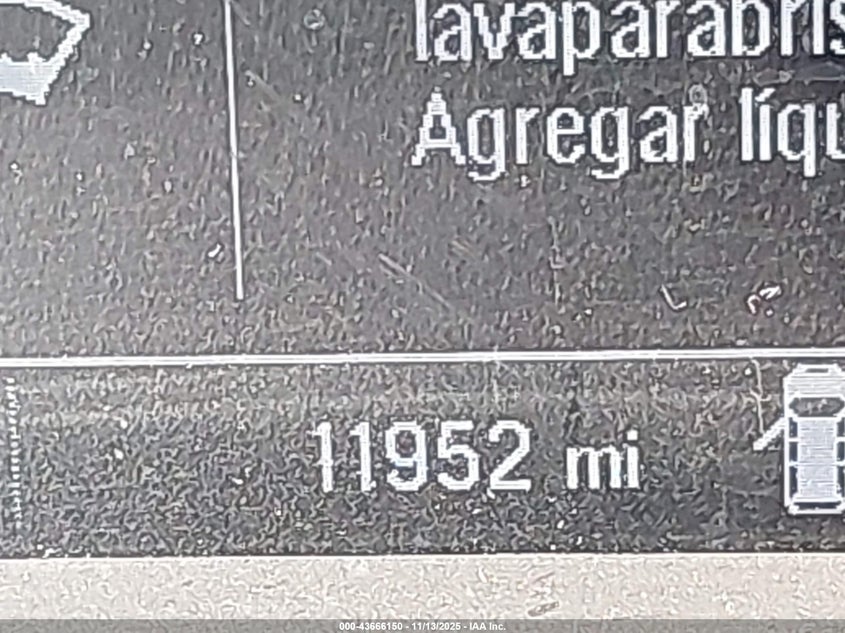 lavaparabris
Agregar líqu
11952 mi
000-43666150 - 11/13/2025 - IAA Inc.